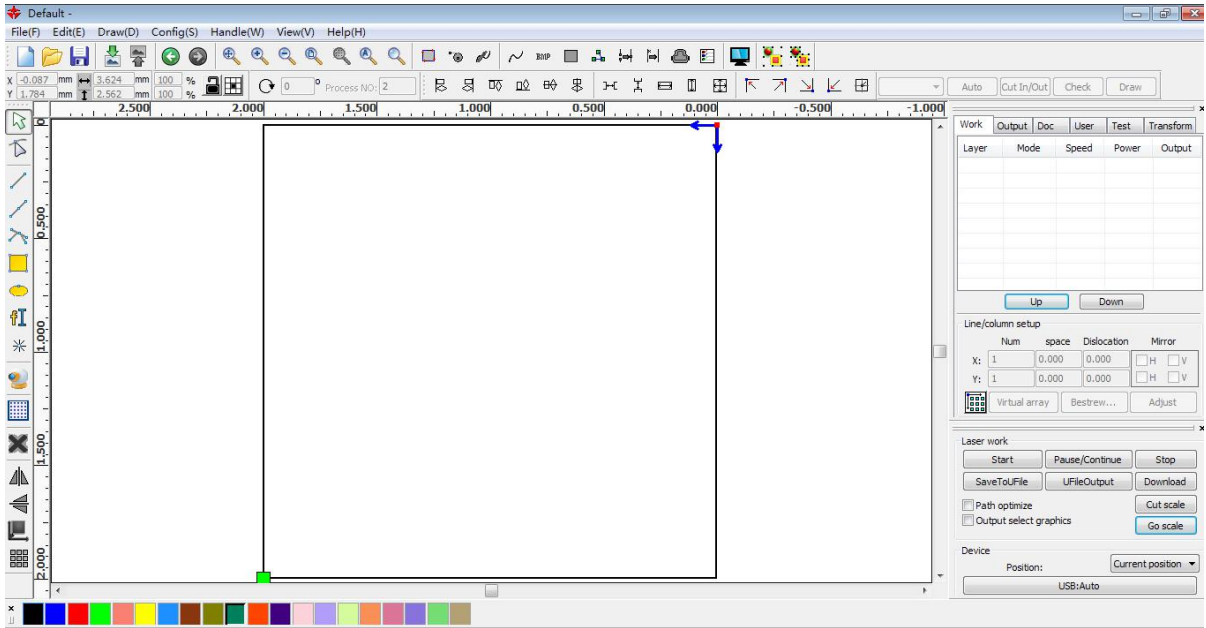 Default -
File(F) Edit(E) Draw(D) Config(S) Handle(W) View(V) Help(H)
BMP
X -0.087 mm 3.624 mm 100 %
Y 1.784 mm 2.562 mm 100 %
0 ° Process NO: 2
Auto Cut In/Out Check Draw
2.500 2.000 1.500 1.000 0.500 0.000 -0.500 -1.000
0
0.500
1.000
1.500
2.000
Work Output Doc User Test Transform
Layer Mode Speed Power Output
Up Down
Line/column setup
Num space Dislocation Mirror
X: 1 0.000 0.000 H V
Y: 1 0.000 0.000 H V
Virtual array Bestrew... Adjust
Laser work
Start Pause/Continue Stop
SaveToUFile UFileOutput Download
Path optimize Cut scale
Output select graphics Go scale
Device
Position: Current position
USB:Auto